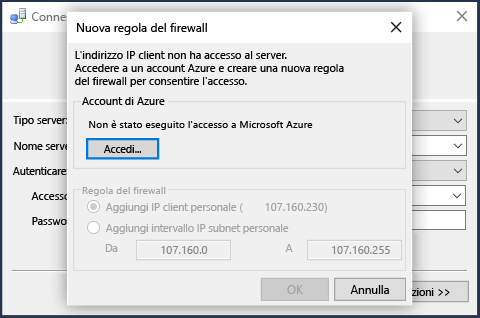 Conne
Nuova regola del firewall
L'indirizzo IP client non ha accesso al server.
Accedere a un account Azure e creare una nuova regola
del firewall per consentire l'accesso.
Account di Azure
Tipo server:
Non è stato eseguito l'accesso a Microsoft Azure
Nome serve
Accedi...
Autenticare:
Regola del firewall
Accesso
Aggiungi IP client personale ( 107.160.230)
Passwo
Aggiungi intervallo IP subnet personale
Da 107.160.0 A 107.160.255
OK Annulla zioni >>